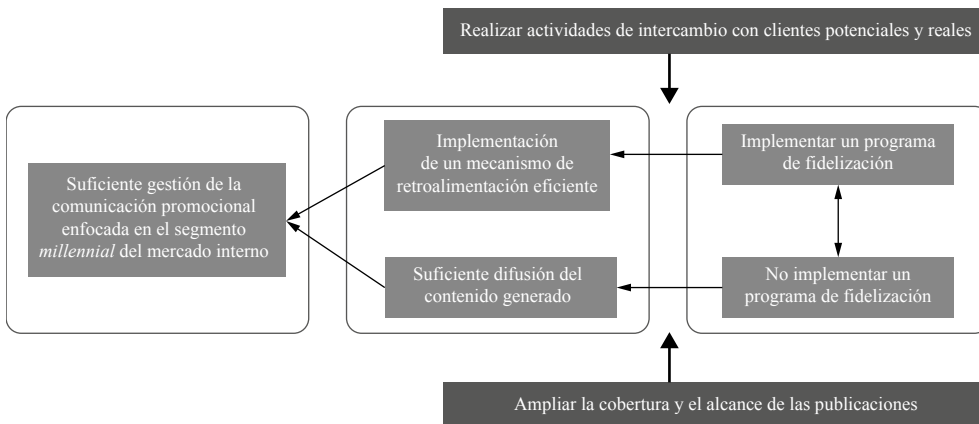 Realizar actividades de intercambio con clientes potenciales y reales
Suficiente gestión de la
comunicación promocional
enfocada en el segmento
millennial del mercado interno
Implementación
de un mecanismo de
retroalimentación eficiente
Implementar un programa
de fidelización
Suficiente difusión del
contenido generado
No implementar un
programa de fidelización
Ampliar la cobertura y el alcance de las publicaciones